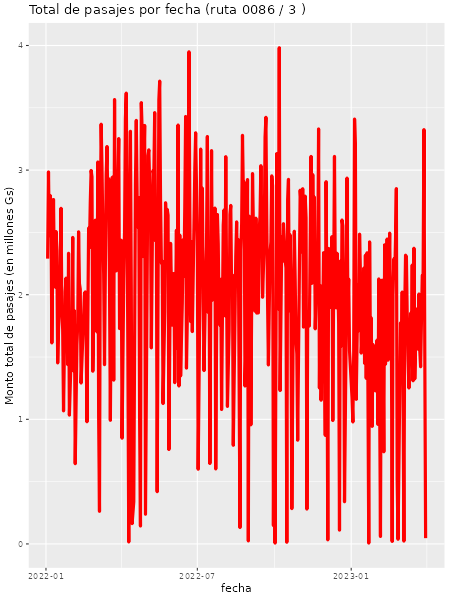 Total de pasajes por fecha (ruta 0086 / 3 )
Monto total de pasajes (en millones Gs)
4
3
2
1
0
2022-01
2022-07
2023-01
fecha